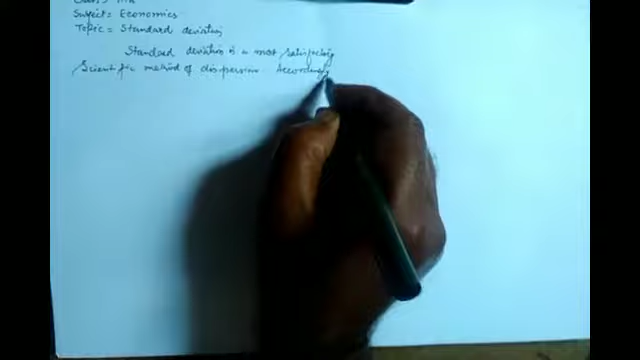 Subject= Economics
Topic = Standard deviation
Standard deviation is a most satisfactory
Scientific method of dispersion. According